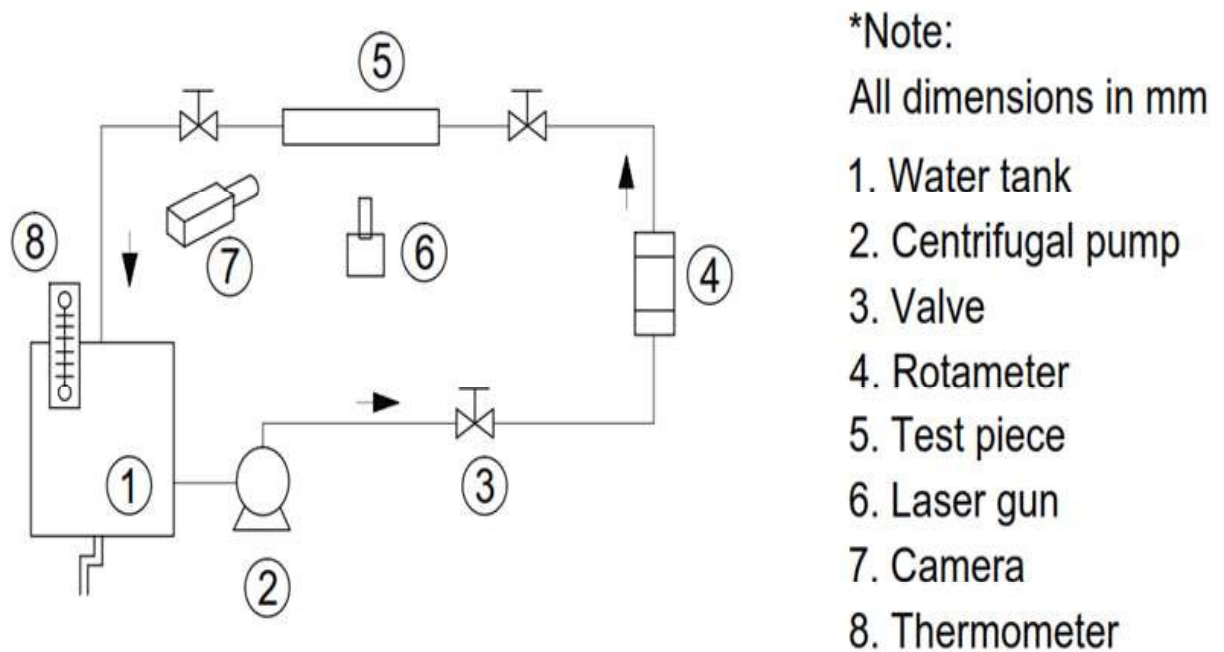 5
8
7
6
4
1
3
2
*Note:
All dimensions in mm
1. Water tank
2. Centrifugal pump
3. Valve
4. Rotameter
5. Test piece
6. Laser gun
7. Camera
8. Thermometer